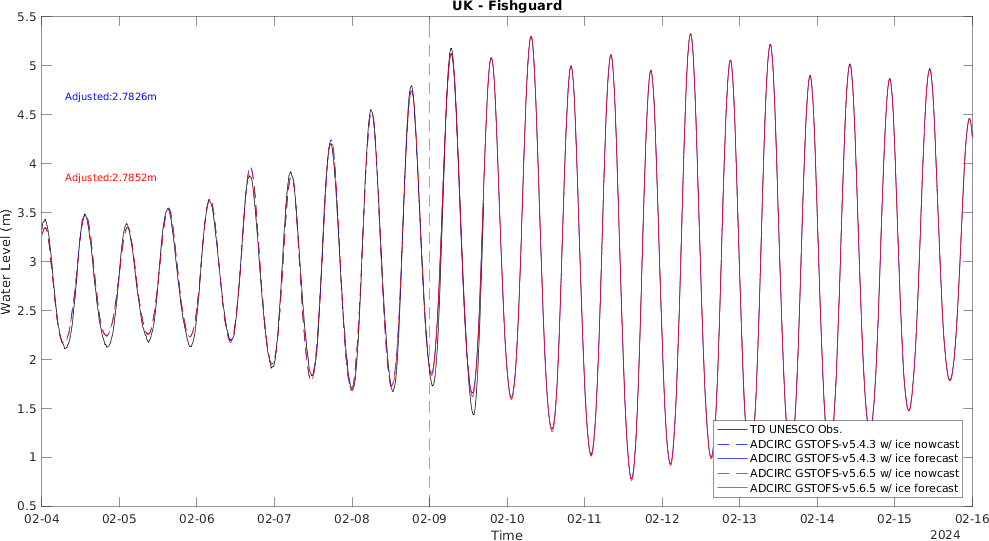 UK - Fishguard
5.5
5
4.5
4
3.5
3
2.5
2
1.5
1
0.5
Water Level (m)
Adjusted:2.7826m
Adjusted:2.7852m
TD UNESCO Obs.
ADCIRC GSTOFS-v5.4.3 w/ ice nowcast
ADCIRC GSTOFS-v5.4.3 w/ ice forecast
ADCIRC GSTOFS-v5.6.5 w/ ice nowcast
ADCIRC GSTOFS-v5.6.5 w/ ice forecast
02-04 02-05 02-06 02-07 02-08 02-09 02-10 02-11 02-12 02-13 02-14 02-15 02-16
Time
2024